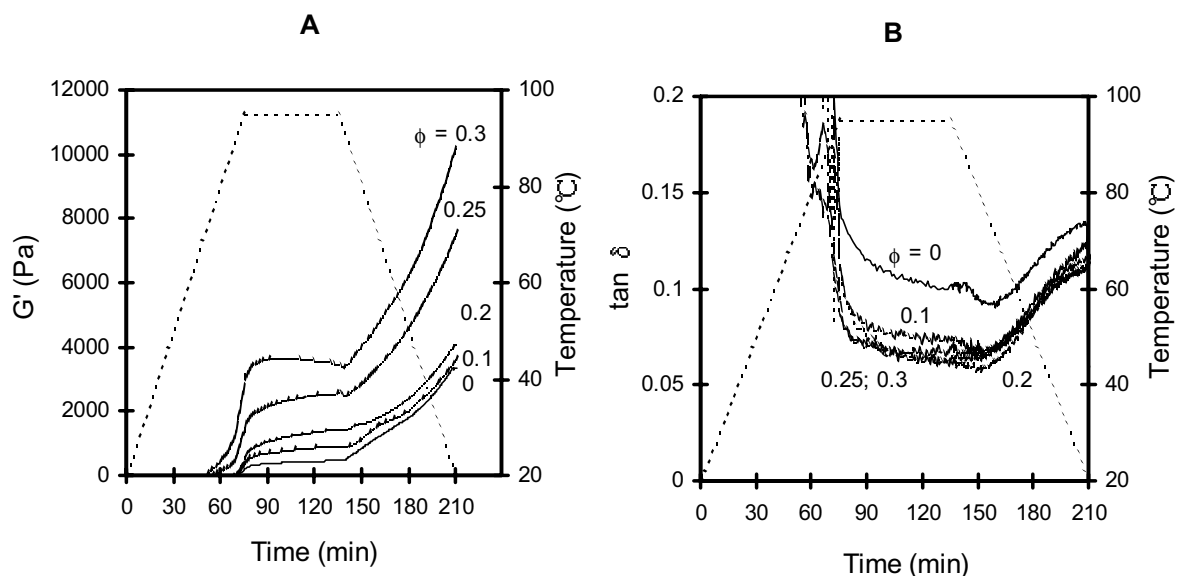 A
12000
10000
8000
6000
4000
2000
0
G' (Pa)
100
80
60
40
20
Temperature (℃)
ϕ = 0.3
0.25
0.2
0.1
0
0 30 60 90 120 150 180 210
Time (min)
B
0.2
0.15
0.1
0.05
0
tan δ
100
80
60
40
20
Temperature (℃)
ϕ = 0
0.1
0.25; 0.3
0.2
0 30 60 90 120 150 180 210
Time (min)